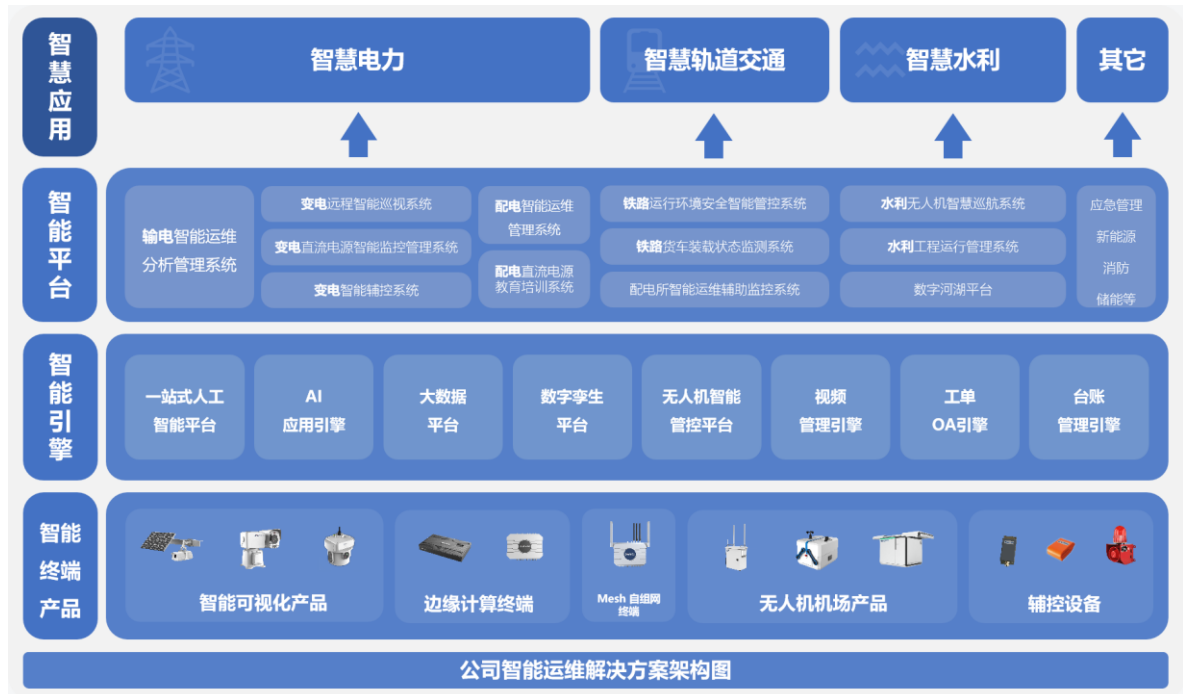 智慧应用
智慧电力
智慧轨道交通
智慧水利
其它
智能平台
输电智能运维
分析管理系统
变电远程智能巡视系统
变电直流电源智能监控管理系统
变电智能辅控系统
配电智能运维
管理系统
配电直流电源
教育培训系统
铁路运行环境安全智能管控系统
铁路货车装载状态监测系统
配电所智能运维辅助监控系统
水利无人机智慧巡航系统
水利工程运行管理系统
数字河湖平台
应急管理
新能源
消防
储能等
智能引擎
一站式人工
智能平台
AI
应用引擎
大数据
平台
数字孪生
平台
无人机智能
管控平台
视频
管理引擎
工单
OA引擎
台账
管理引擎
智能
终端
产品
智能可视化产品
边缘计算终端
Mesh 自组网
终端
无人机机场产品
辅控设备
公司智能运维解决方案架构图